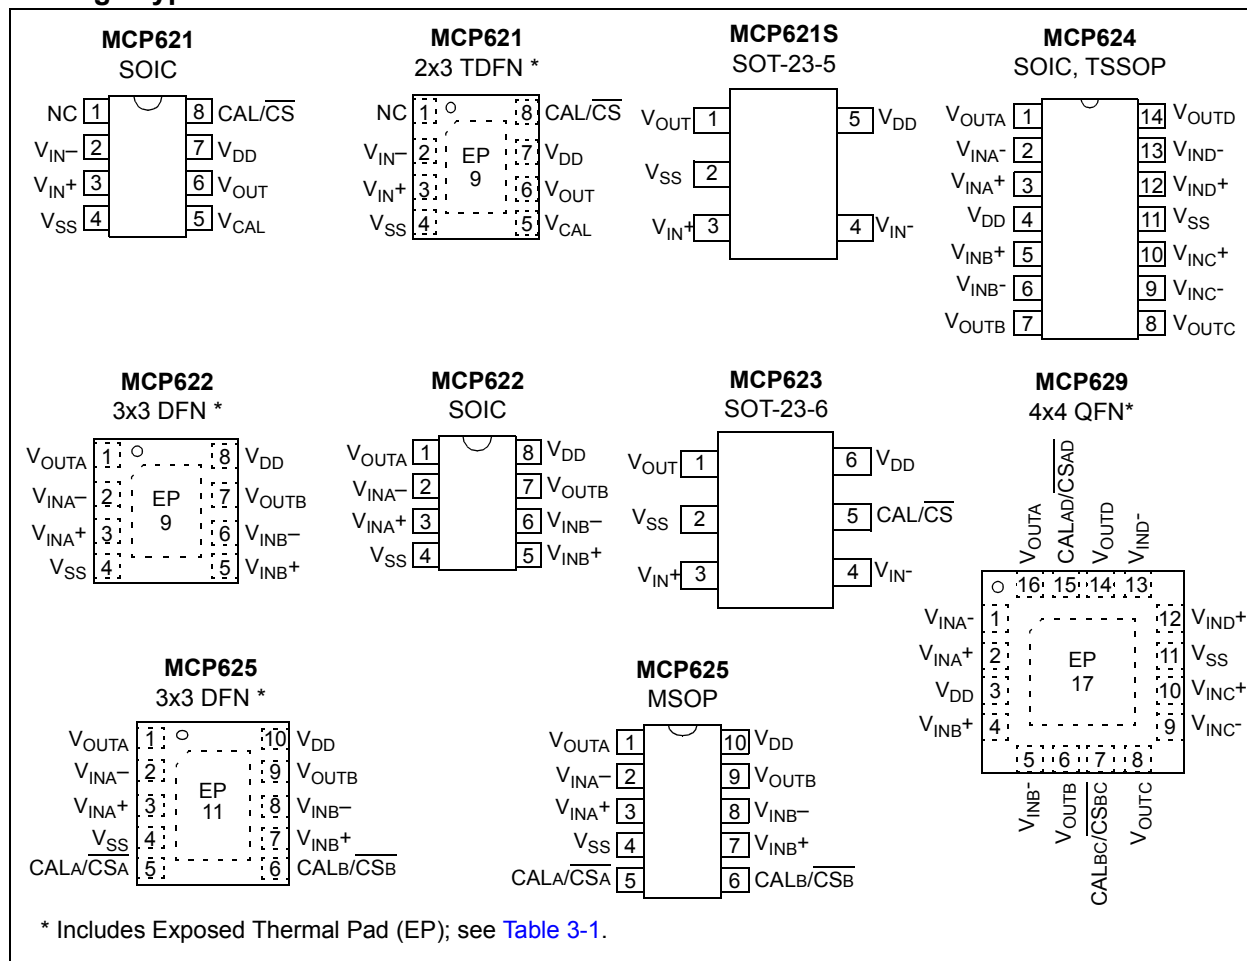 MCP621
SOIC
NC 1 8 CAL/CS
VIN– 2 7 VDD
VIN+ 3 6 VOUT
VSS 4 5 VCAL
MCP621
2x3 TDFN *
NC 1 8 CAL/CS
VIN– 2 EP 7 VDD
VIN+ 3 9 6 VOUT
VSS 4 5 VCAL
MCP621S
SOT-23-5
VOUT 1 5 VDD
VSS 2
VIN+ 3 4 VIN-
MCP624
SOIC, TSSOP
VOUTA 1 14 VOUTD
VINA- 2 13 VIND-
VINA+ 3 12 VIND+
VDD 4 11 VSS
VINB+ 5 10 VINC+
VINB- 6 9 VINC-
VOUTB 7 8 VOUTC
MCP622
3x3 DFN *
VOUTA 1 8 VDD
VINA– 2 EP 7 VOUTB
VINA+ 3 9 6 VINB–
VSS 4 5 VINB+
MCP622
SOIC
VOUTA 1 8 VDD
VINA– 2 7 VOUTB
VINA+ 3 6 VINB–
VSS 4 5 VINB+
MCP623
SOT-23-6
VOUT 1 6 VDD
VSS 2 5 CAL/CS
VIN+ 3 4 VIN-
MCP629
4x4 QFN*
VOUTA CALAD/CSAD VOUTD VIND-
16 15 14 13
VINA- 1 12 VIND+
VINA+ 2 EP 11 VSS
VDD 3 17 10 VINC+
VINB+ 4 9 VINC-
5 6 7 8
VINB- VOUTB CALBC/CSBC VOUTC
MCP625
3x3 DFN *
VOUTA 1 10 VDD
VINA– 2 EP 9 VOUTB
VINA+ 3 11 8 VINB–
VSS 4 7 VINB+
CALA/CSA 5 6 CALB/CSB
MCP625
MSOP
VOUTA 1 10 VDD
VINA– 2 9 VOUTB
VINA+ 3 8 VINB–
VSS 4 7 VINB+
CALA/CSA 5 6 CALB/CSB
* Includes Exposed Thermal Pad (EP); see Table 3-1.